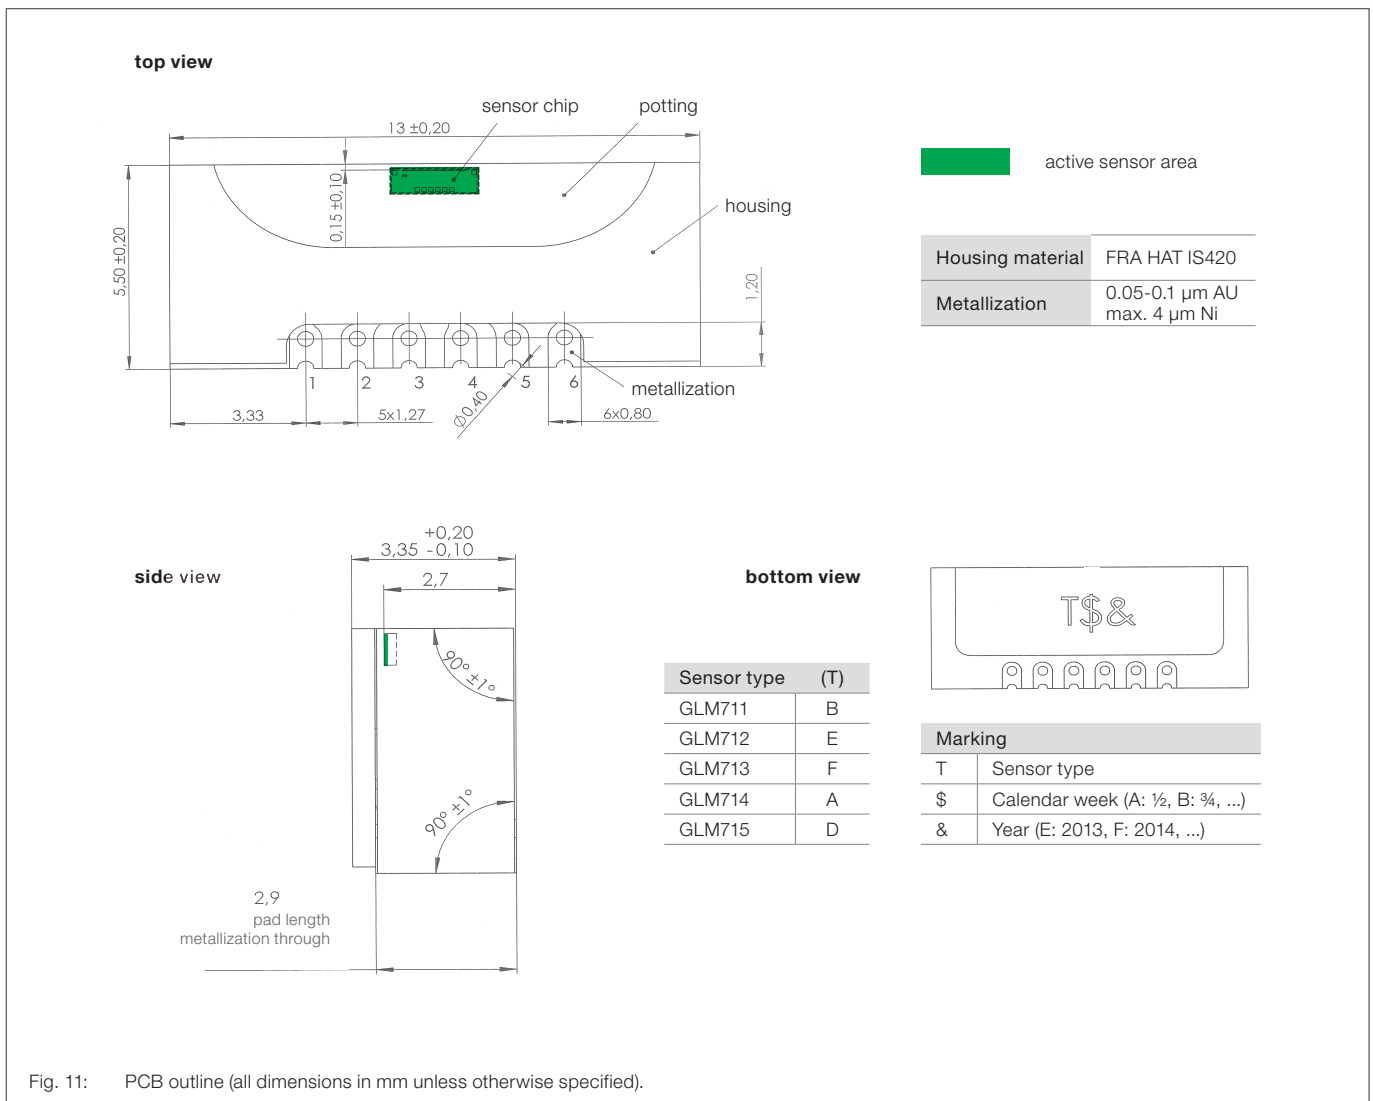 top view
sensor chip
potting
13 ±0,20
active sensor area
0,15 ±0,10
housing
5,50 ±0,20
Housing material FRA HAT IS420
Metallization 0.05-0.1 µm AU
max. 4 µm Ni
1,20
1 2 3 4 5 6
metallization
3,33
5x1,27
Ø0,40
6x0,80
+0,20
3,35 -0,10
side view
2,7
bottom view
T$&
90° ±1°
90° ±1°
Sensor type (T)
GLM711 B
GLM712 E
GLM713 F
GLM714 A
GLM715 D
Marking
T Sensor type
$ Calendar week (A: ½, B: ¾, ...)
& Year (E: 2013, F: 2014, ...)
2,9
pad length
metallization through
Fig. 11: PCB outline (all dimensions in mm unless otherwise specified).